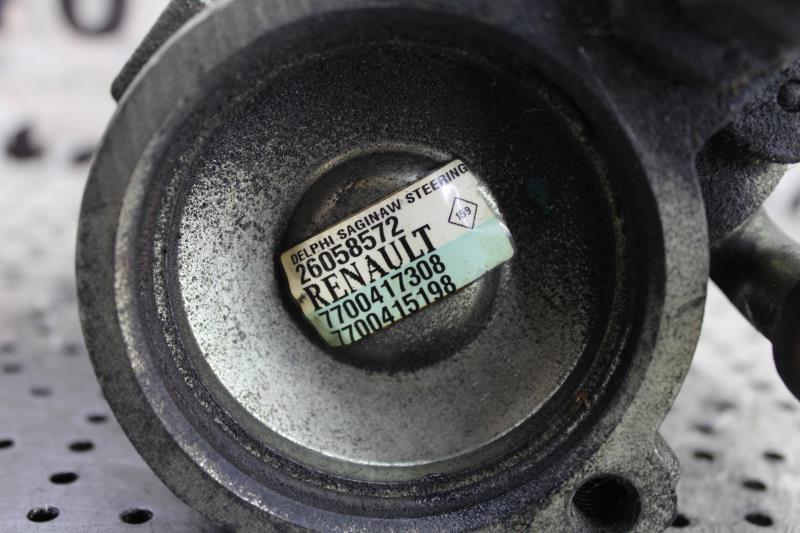 DELPHI SAGINAW STEERING
26058572
159
RENAULT
7700417308
7700415198